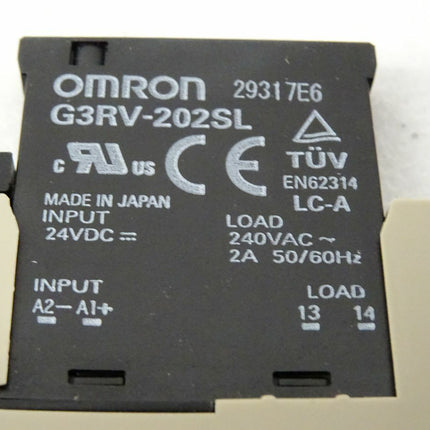 OMRON 29317E6
G3RV-202SL
c RU US CE TÜV
EN62314
LC-A
MADE IN JAPAN
INPUT
24VDC ⎓
LOAD
240VAC ~
2A 50/60Hz
INPUT
A2− A1+
LOAD
13 14